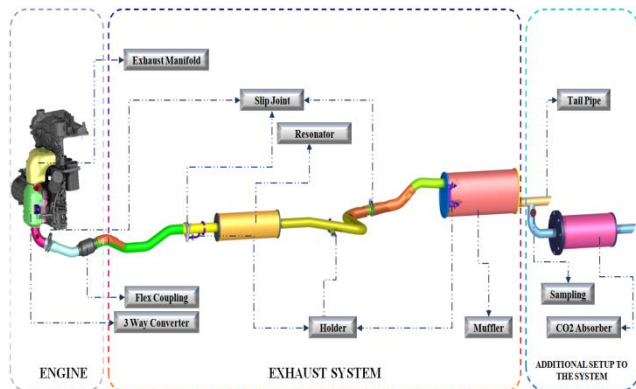 Exhaust Manifold
Slip Joint
Resonator
Tail Pipe
Flex Coupling
3 Way Converter
Holder
Muffler
Sampling
CO2 Absorber
ENGINE
EXHAUST SYSTEM
ADDITIONAL SETUP TO
THE SYSTEM